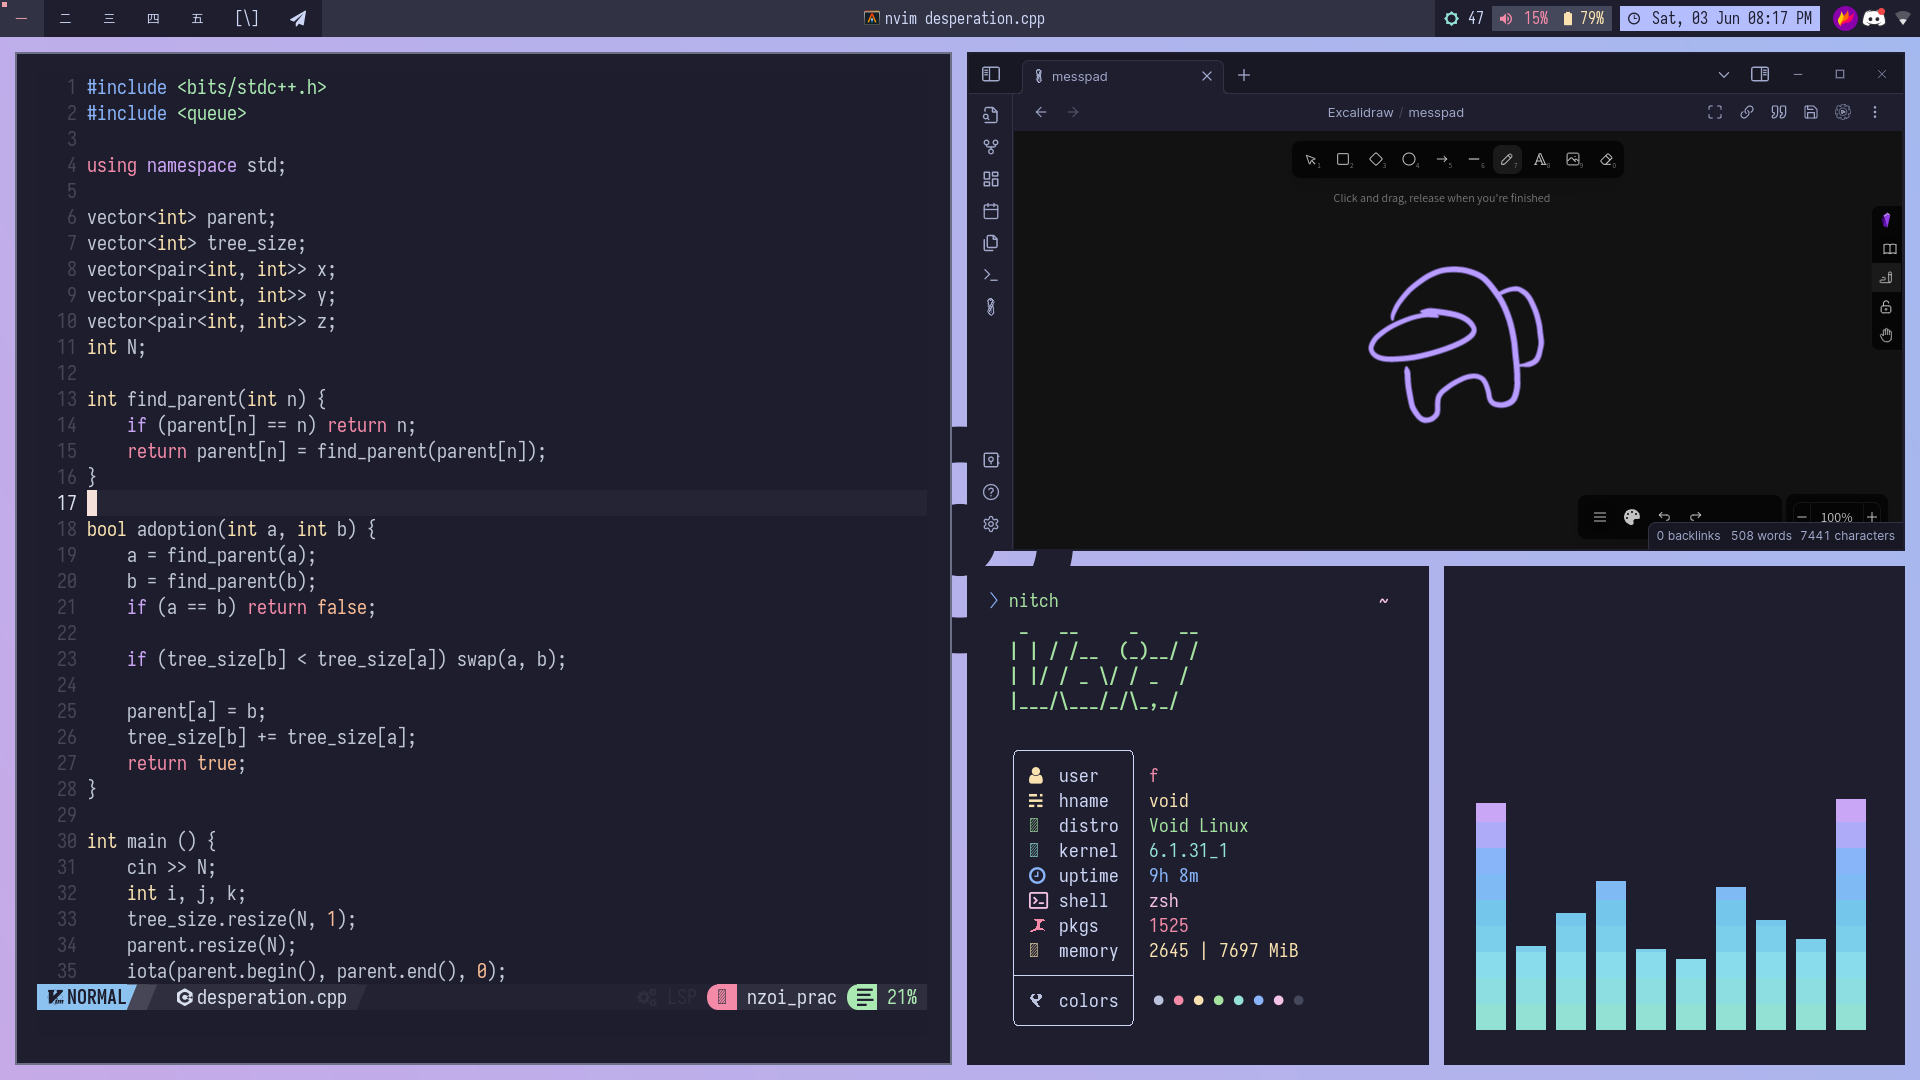 一 二 三 四 五 [\]
nvim desperation.cpp
47 15% 79% Sat, 03 Jun 08:17 PM
1 #include <bits/stdc++.h>
2 #include <queue>
3
4 using namespace std;
5
6 vector<int> parent;
7 vector<int> tree_size;
8 vector<pair<int, int>> x;
9 vector<pair<int, int>> y;
10 vector<pair<int, int>> z;
11 int N;
12
13 int find_parent(int n) {
14     if (parent[n] == n) return n;
15     return parent[n] = find_parent(parent[n]);
16 }
17
18 bool adoption(int a, int b) {
19     a = find_parent(a);
20     b = find_parent(b);
21     if (a == b) return false;
22
23     if (tree_size[b] < tree_size[a]) swap(a, b);
24
25     parent[a] = b;
26     tree_size[b] += tree_size[a];
27     return true;
28 }
29
30 int main () {
31     cin >> N;
32     int i, j, k;
33     tree_size.resize(N, 1);
34     parent.resize(N);
35     iota(parent.begin(), parent.end(), 0);
NORMAL desperation.cpp LSP nzoi_prac 21%
messpad
Excalidraw / messpad
Click and drag, release when you're finished
100%
0 backlinks 508 words 7441 characters
nitch ~
 _   __     _    __
| | / /__  (_)__/ /
| |/ / _ \/ / _  /
|___/\___/_/\_,_/
user f
hname void
distro Void Linux
kernel 6.1.31_1
uptime 9h 8m
shell zsh
pkgs 1525
memory 2645 | 7697 MiB
colors